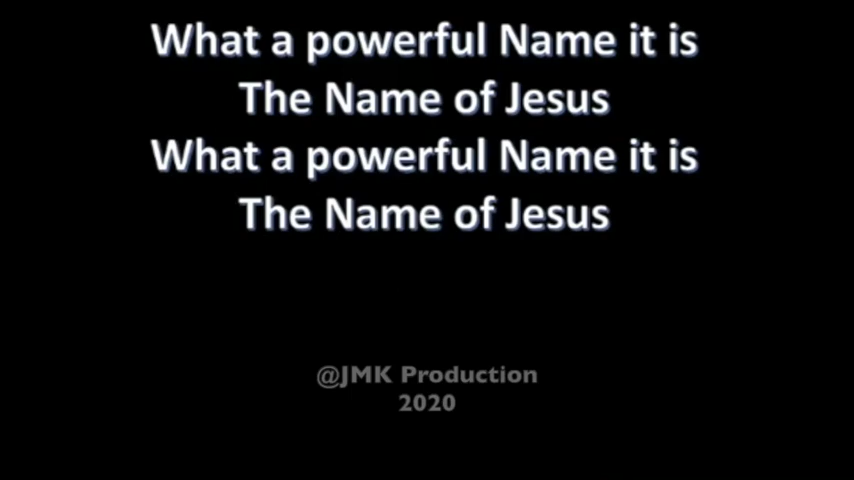 What a powerful Name it is
The Name of Jesus
What a powerful Name it is
The Name of Jesus
@JMK Production
2020